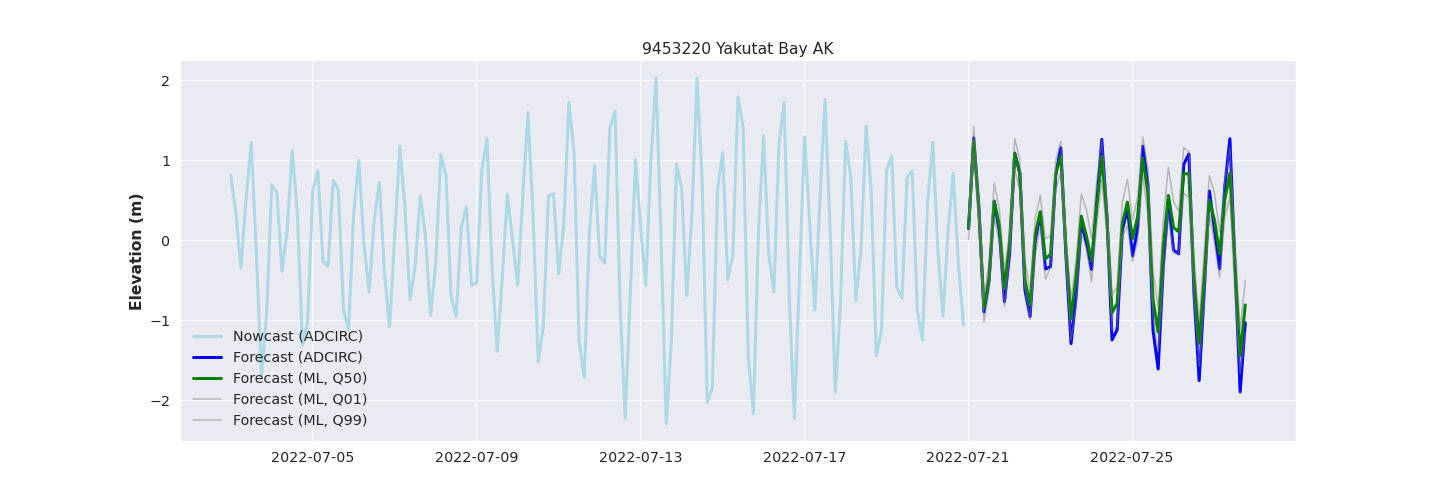 9453220 Yakutat Bay AK
Elevation (m)
2
1
0
−1
−2
Nowcast (ADCIRC)
Forecast (ADCIRC)
Forecast (ML, Q50)
Forecast (ML, Q01)
Forecast (ML, Q99)
2022-07-05
2022-07-09
2022-07-13
2022-07-17
2022-07-21
2022-07-25